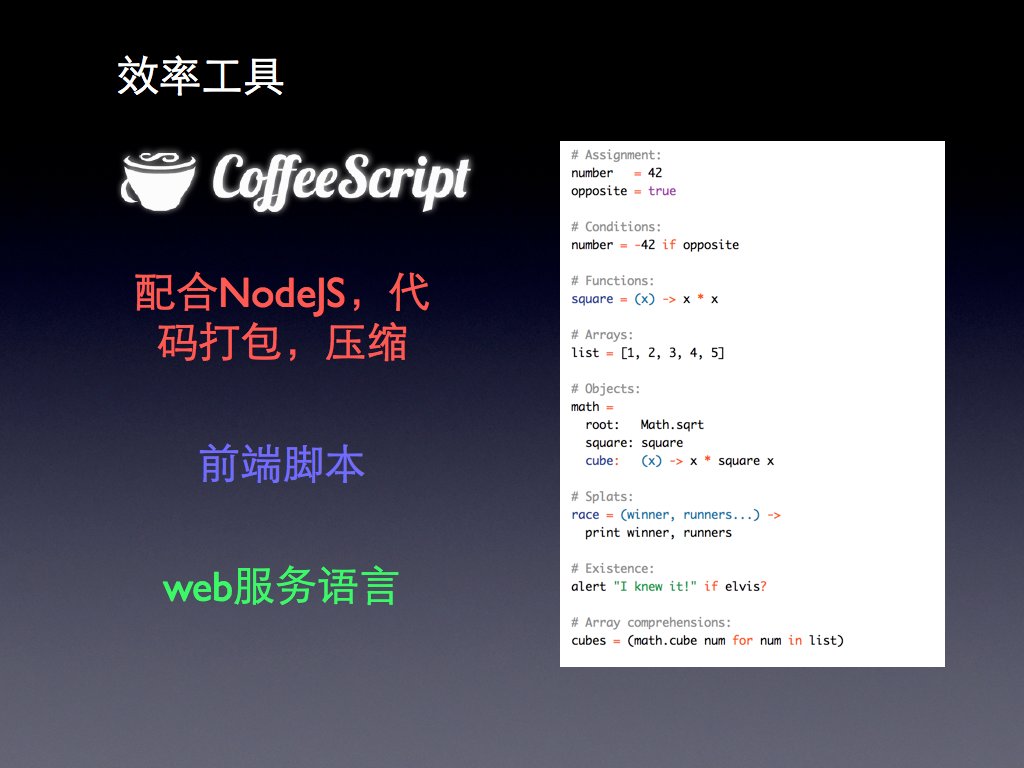 效率工具
CoffeeScript
配合NodeJS，代
码打包，压缩
前端脚本
web服务语言
# Assignment:
number   = 42
opposite = true
# Conditions:
number = -42 if opposite
# Functions:
square = (x) -> x * x
# Arrays:
list = [1, 2, 3, 4, 5]
# Objects:
math =
  root:   Math.sqrt
  square: square
  cube:   (x) -> x * square x
# Splats:
race = (winner, runners...) ->
  print winner, runners
# Existence:
alert "I knew it!" if elvis?
# Array comprehensions:
cubes = (math.cube num for num in list)